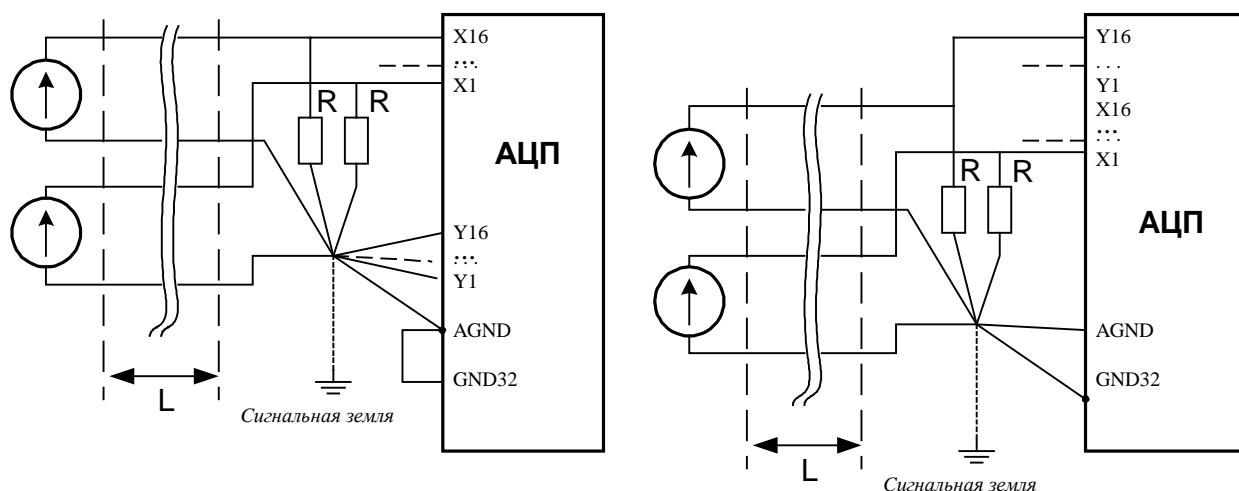 X16
...
X1
R R
АЦП
Y16
...
Y1
AGND
GND32
L
Сигнальная земля
Y16
...
Y1
X16
...
X1
R R
АЦП
AGND
GND32
L
Сигнальная земля